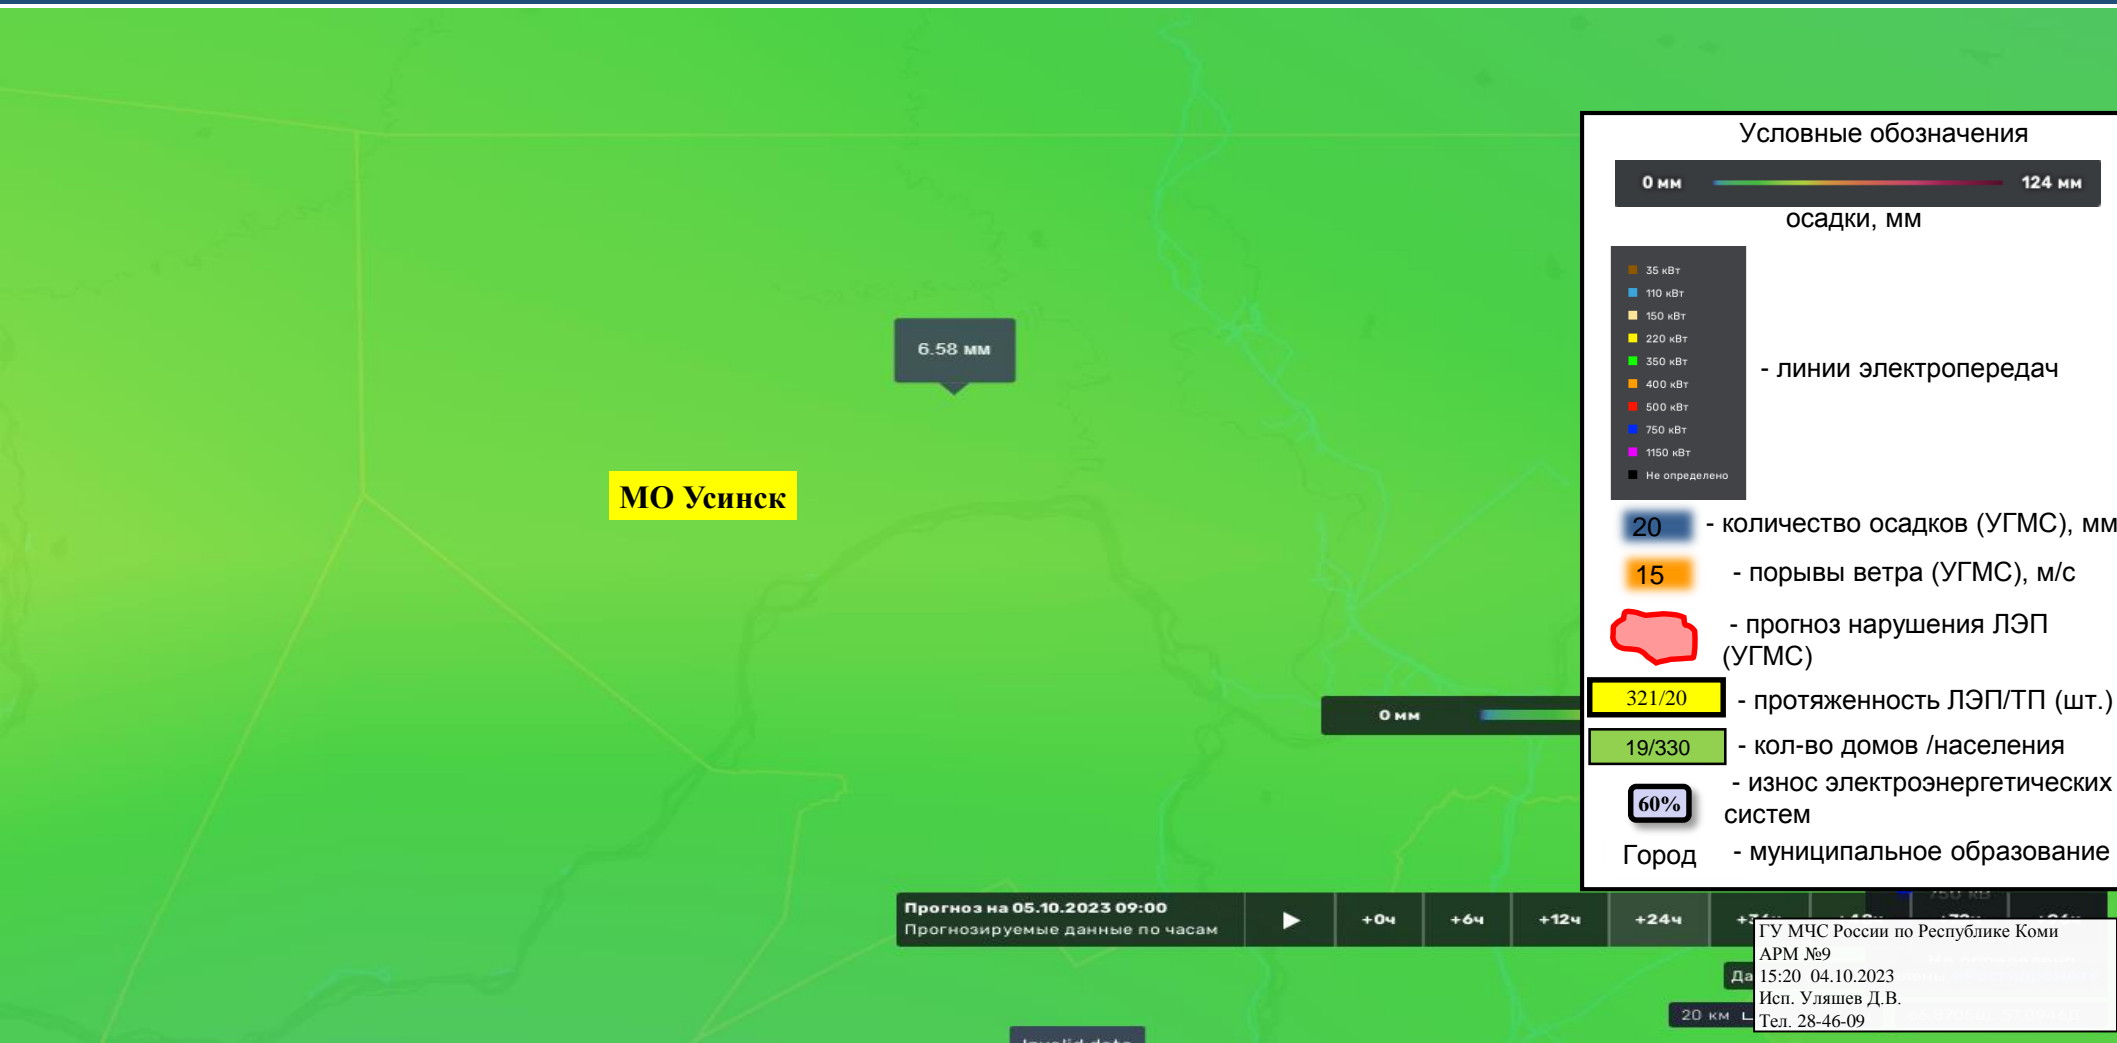 Условные обозначения
0 мм 124 мм
осадки, мм
35 кВт
110 кВт
150 кВт
220 кВт
350 кВт
400 кВт
500 кВт
750 кВт
1150 кВт
Не определено
- линии электропередач
6.58 мм
МО Усинск
20 - количество осадков (УГМС), мм
15 - порывы ветра (УГМС), м/с
- прогноз нарушения ЛЭП
(УГМС)
321/20 - протяженность ЛЭП/ТП (шт.)
0 мм
19/330 - кол-во домов /населения
- износ электроэнергетических
60%
систем
Город - муниципальное образование
Прогноз на 05.10.2023 09:00
Прогнозируемые данные по часам
+0ч +6ч +12ч +24ч
ГУ МЧС России по Республике Коми
АРМ №9
15:20 04.10.2023
Исп. Уляшев Д.В.
Тел. 28-46-09
20 км